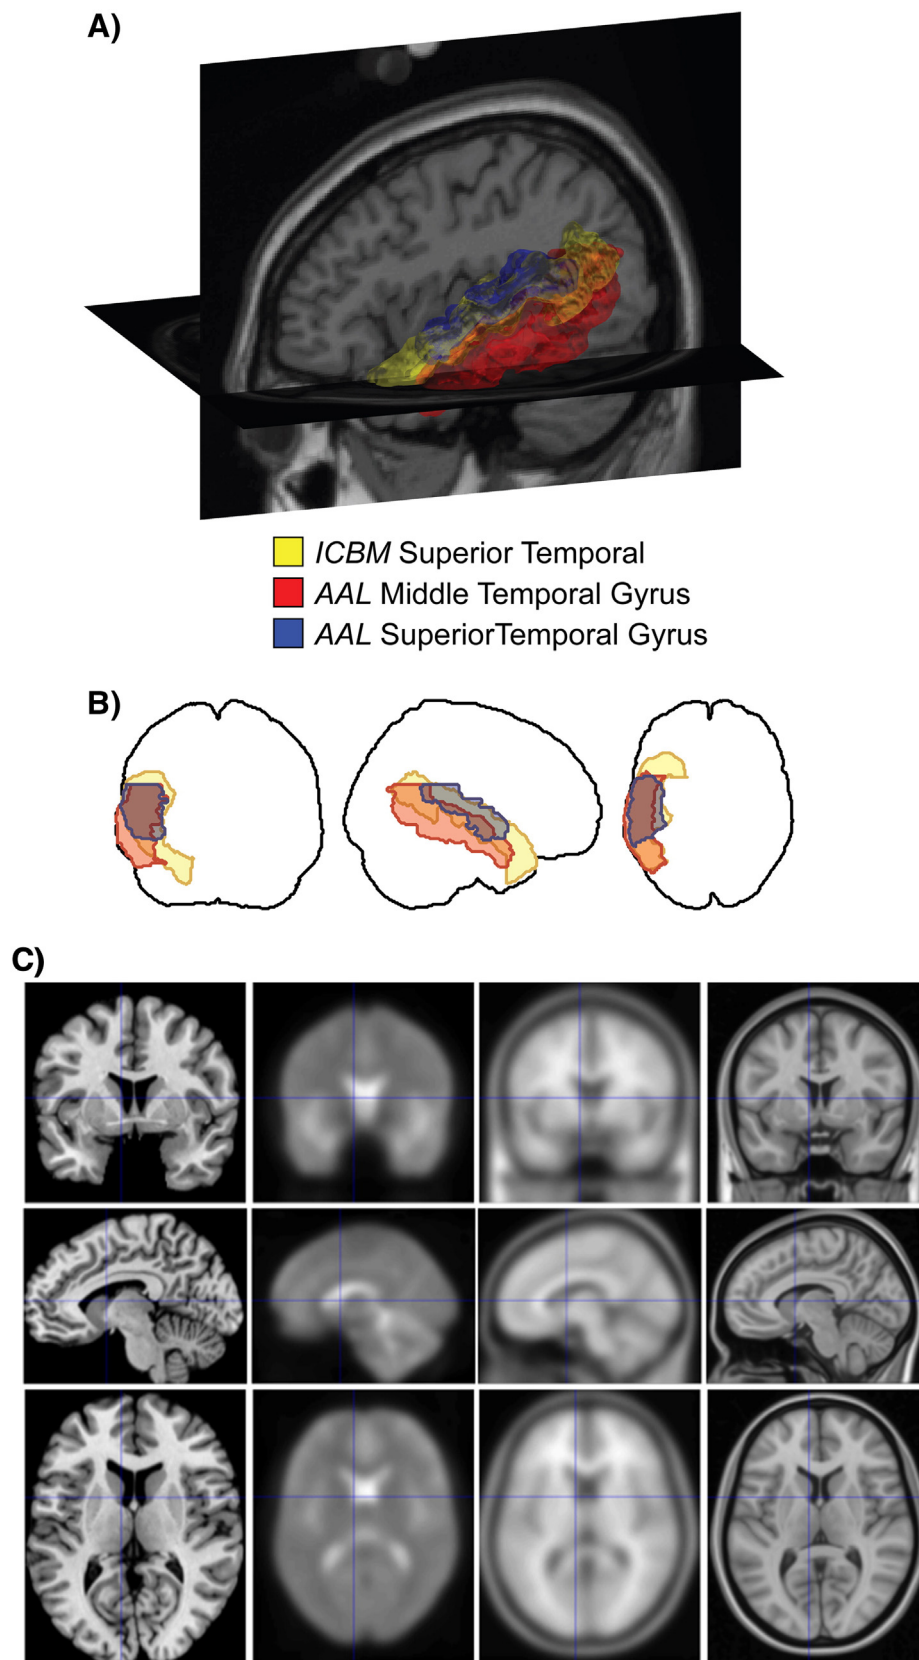 A)
ICBM Superior Temporal
AAL Middle Temporal Gyrus
AAL SuperiorTemporal Gyrus
B)
C)